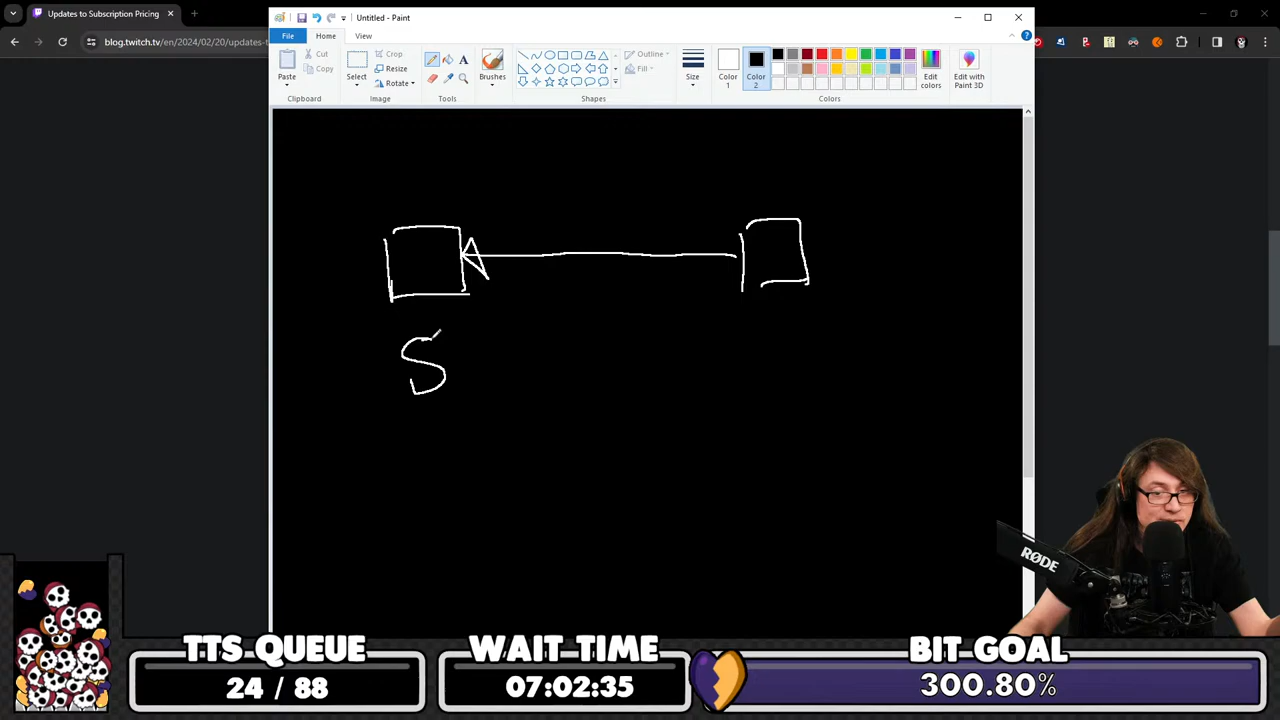 Updates to Subscription Pricing
Untitled - Paint
blog.twitch.tv/en/2024/02/20/updates-t
File
Home
View
Paste
Cut
Copy
Clipboard
Select
Crop
Resize
Rotate
Image
A
Tools
Brushes
Outline
Fill
Shapes
Size
Color 1
Color 2
Edit colors
Edit with Paint 3D
Colors
S
RØDE
TTS QUEUE
24 / 88
WAIT TIME
07:02:35
BIT GOAL
300.80%